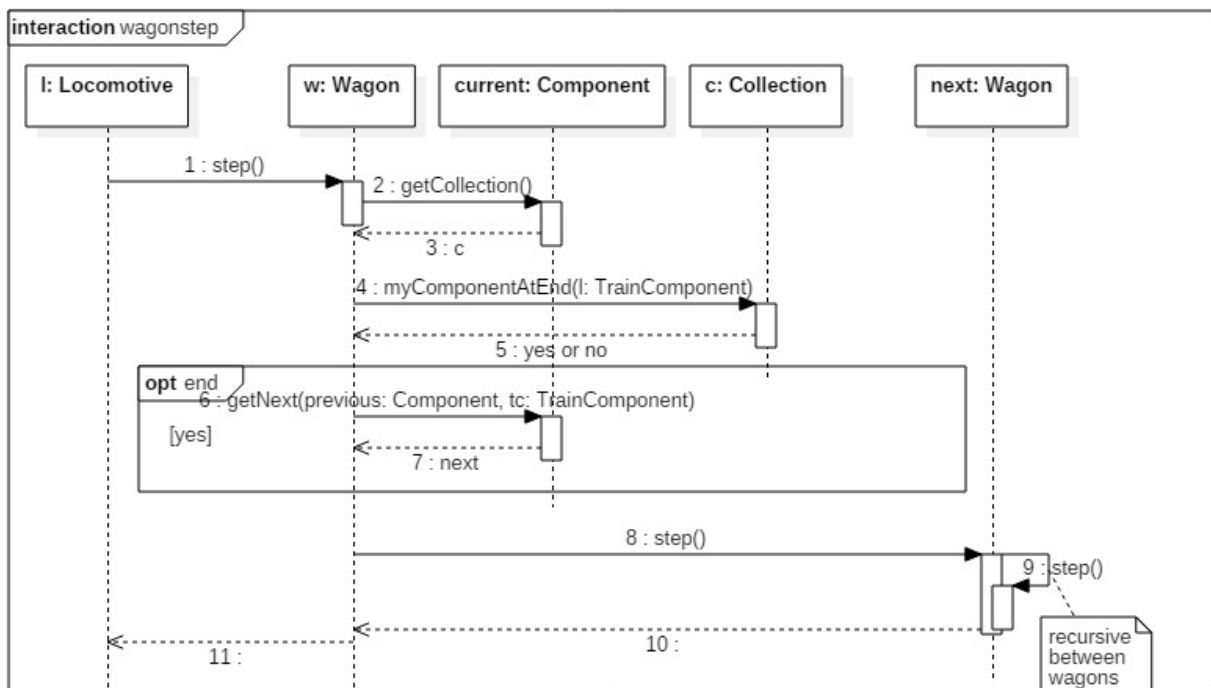 interaction wagonstep
l: Locomotive
w: Wagon
current: Component
c: Collection
next: Wagon
1 : step()
2 : getCollection()
3 : c
4 : myComponentAtEnd(l: TrainComponent)
5 : yes or no
opt end
6 : getNext(previous: Component, tc: TrainComponent)
[yes]
7 : next
8 : step()
9 : step()
10 :
11 :
recursive
between
wagons